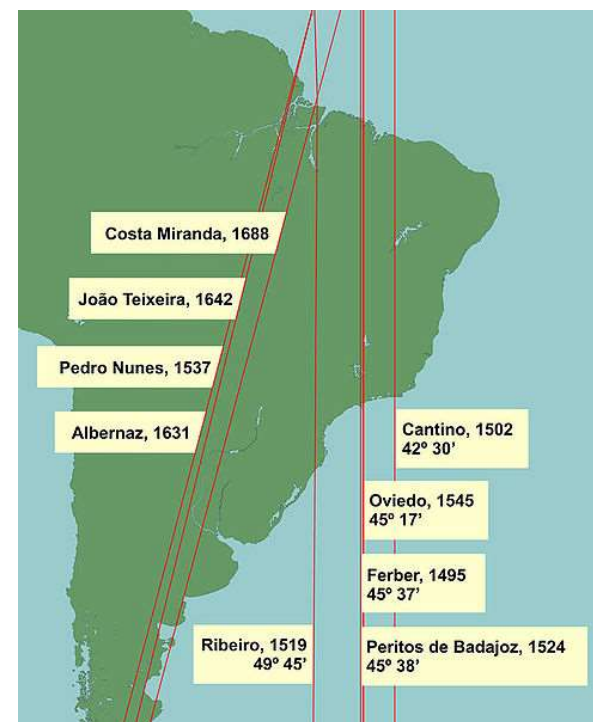 Costa Miranda, 1688
João Teixeira, 1642
Pedro Nunes, 1537
Albernaz, 1631
Cantino, 1502
42º 30’
Oviedo, 1545
45º 17’
Ferber, 1495
45º 37’
Ribeiro, 1519
49º 45’
Peritos de Badajoz, 1524
45º 38’